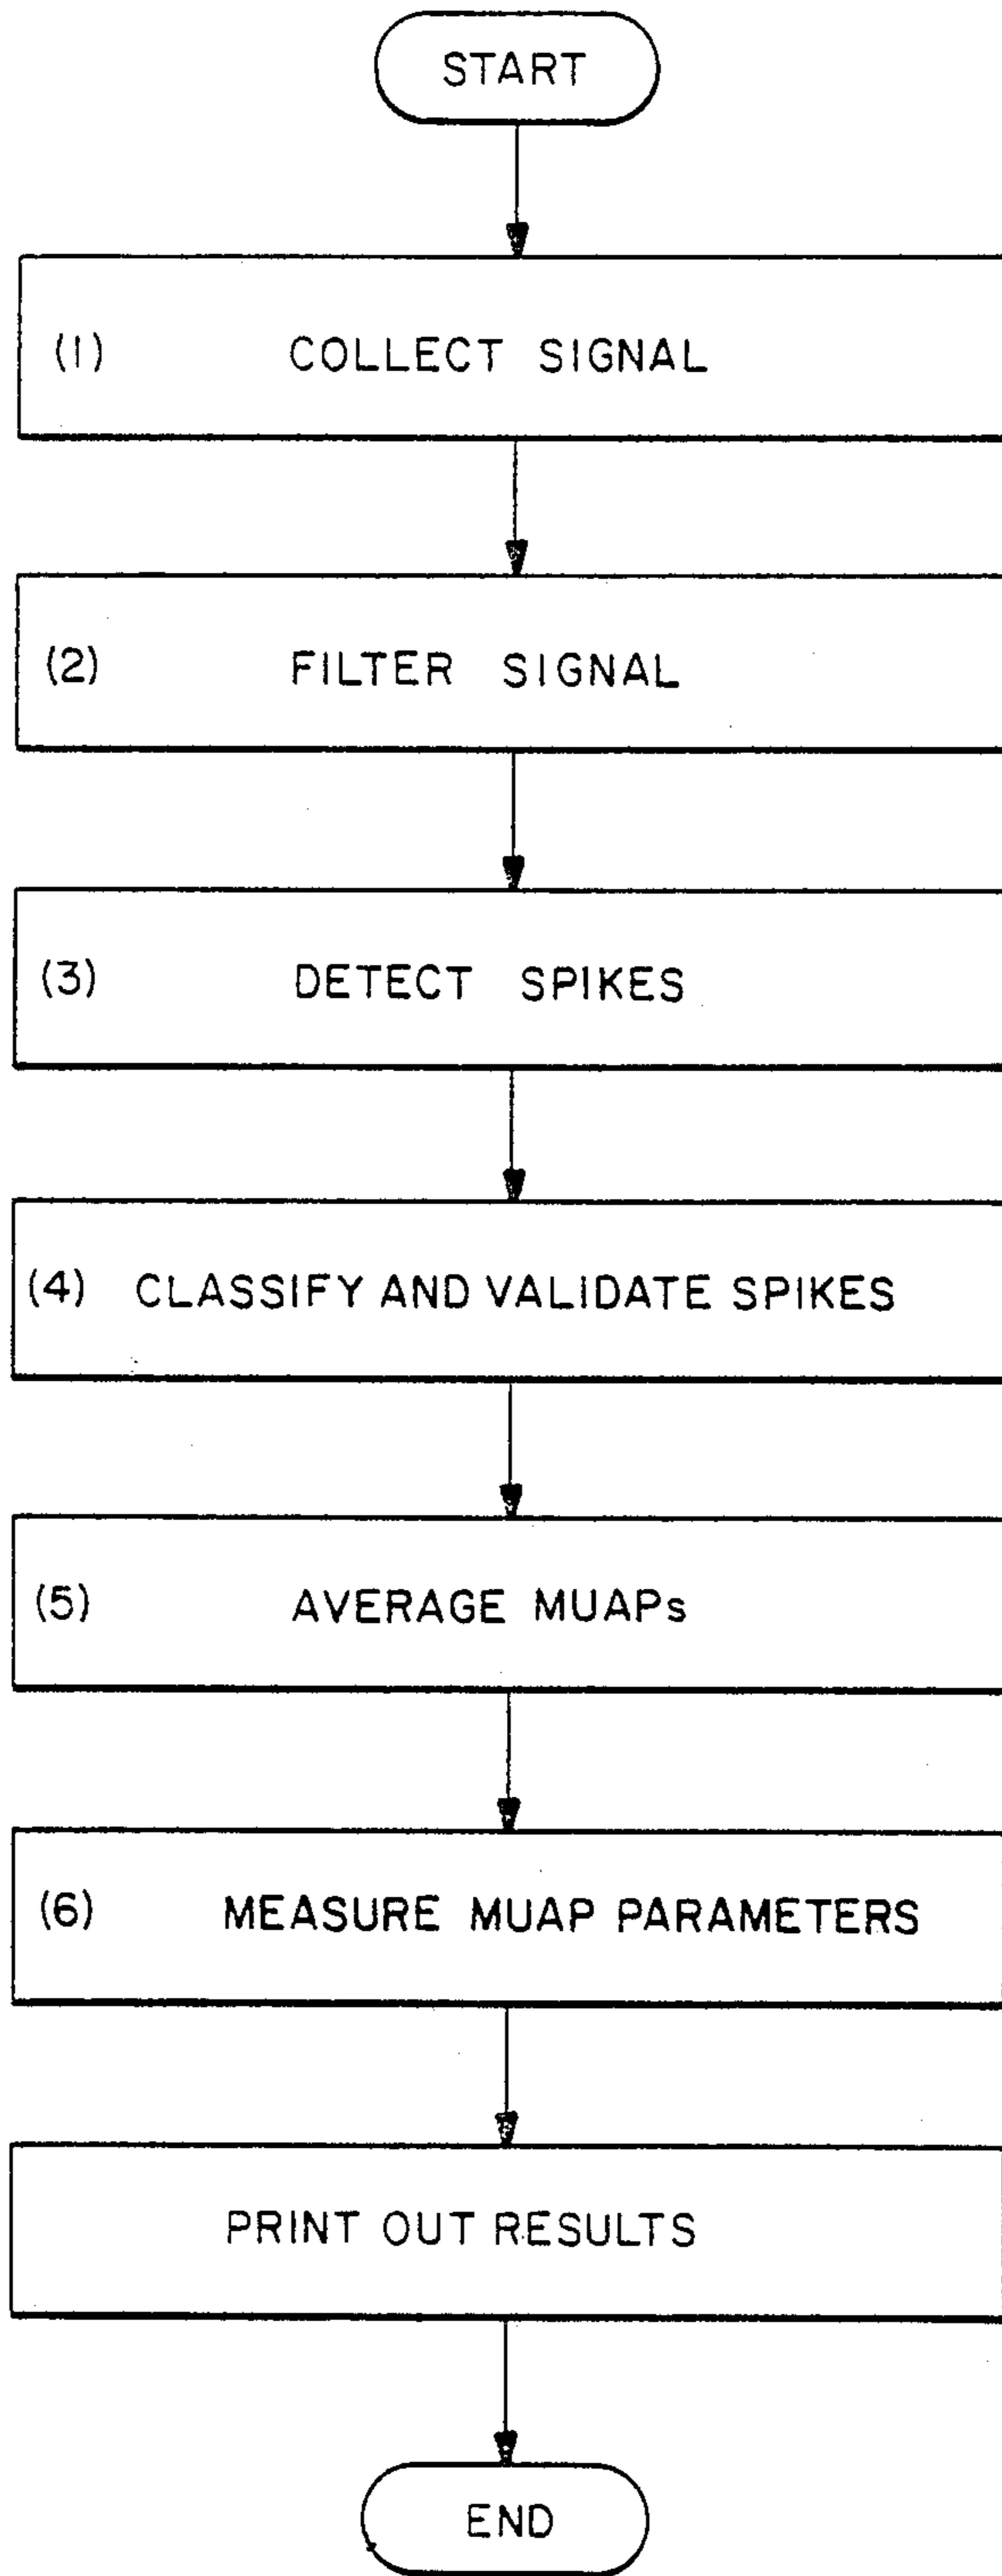 START
(1) COLLECT SIGNAL
(2) FILTER SIGNAL
(3) DETECT SPIKES
(4) CLASSIFY AND VALIDATE SPIKES
(5) AVERAGE MUAPs
(6) MEASURE MUAP PARAMETERS
PRINT OUT RESULTS
END